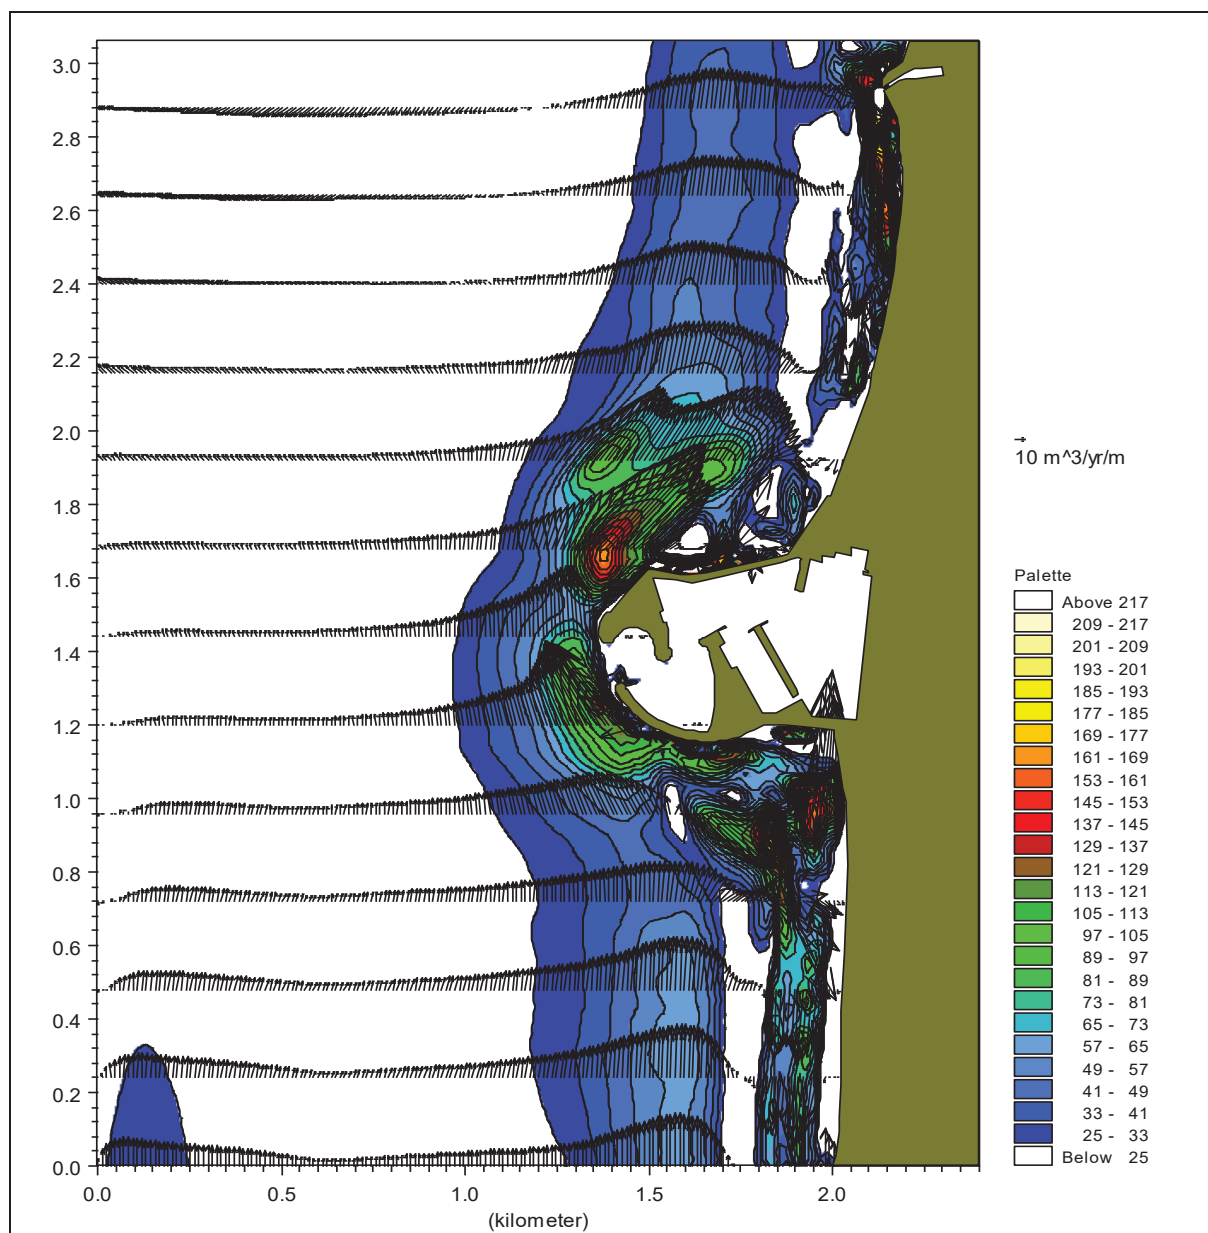 3.0
2.8
2.6
2.4
2.2
2.0
1.8
1.6
1.4
1.2
1.0
0.8
0.6
0.4
0.2
0.0
0.0 0.5 1.0 1.5 2.0
(kilometer)
10 m^3/yr/m
Palette
Above 217
209 - 217
201 - 209
193 - 201
185 - 193
177 - 185
169 - 177
161 - 169
153 - 161
145 - 153
137 - 145
129 - 137
121 - 129
113 - 121
105 - 113
97 - 105
89 - 97
81 - 89
73 - 81
65 - 73
57 - 65
49 - 57
41 - 49
33 - 41
25 - 33
Below 25